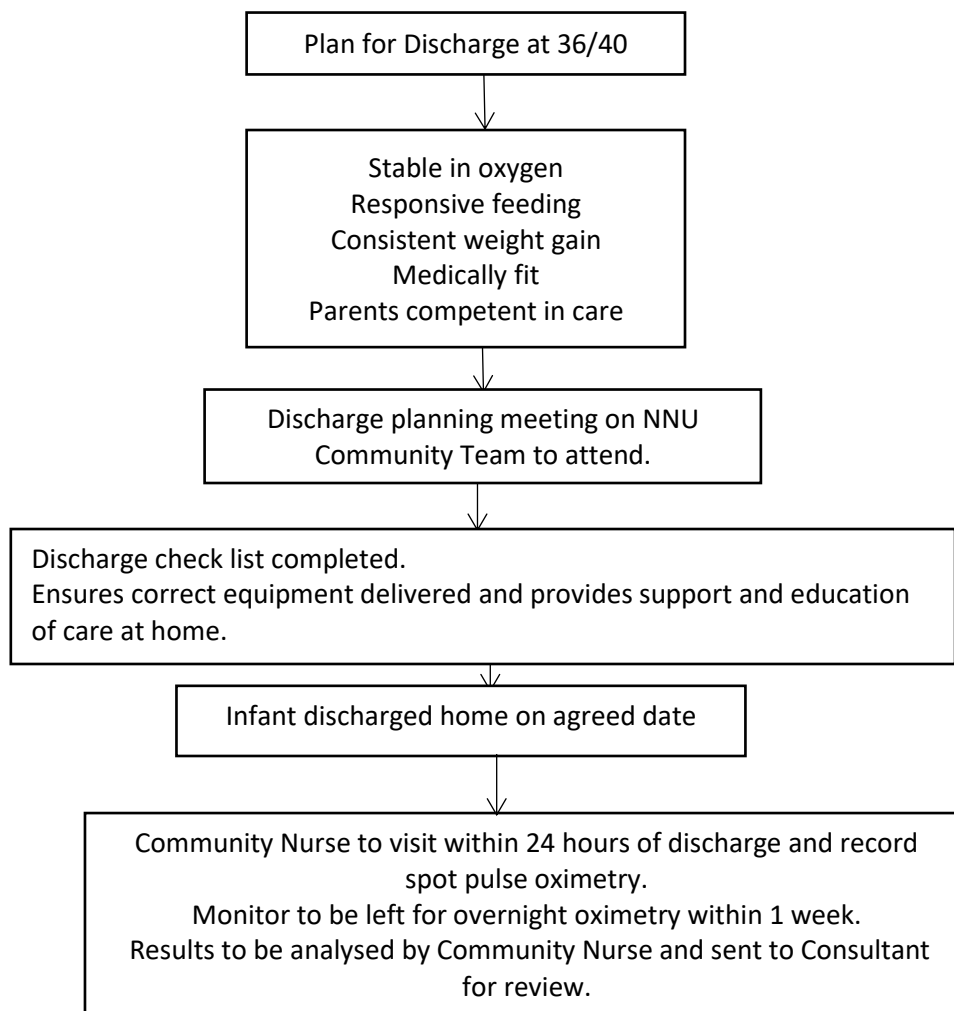 Plan for Discharge at 36/40
Stable in oxygen
Responsive feeding
Consistent weight gain
Medically fit
Parents competent in care
Discharge planning meeting on NNU
Community Team to attend.
Discharge check list completed.
Ensures correct equipment delivered and provides support and education
of care at home.
Infant discharged home on agreed date
Community Nurse to visit within 24 hours of discharge and record
spot pulse oximetry.
Monitor to be left for overnight oximetry within 1 week.
Results to be analysed by Community Nurse and sent to Consultant
for review.